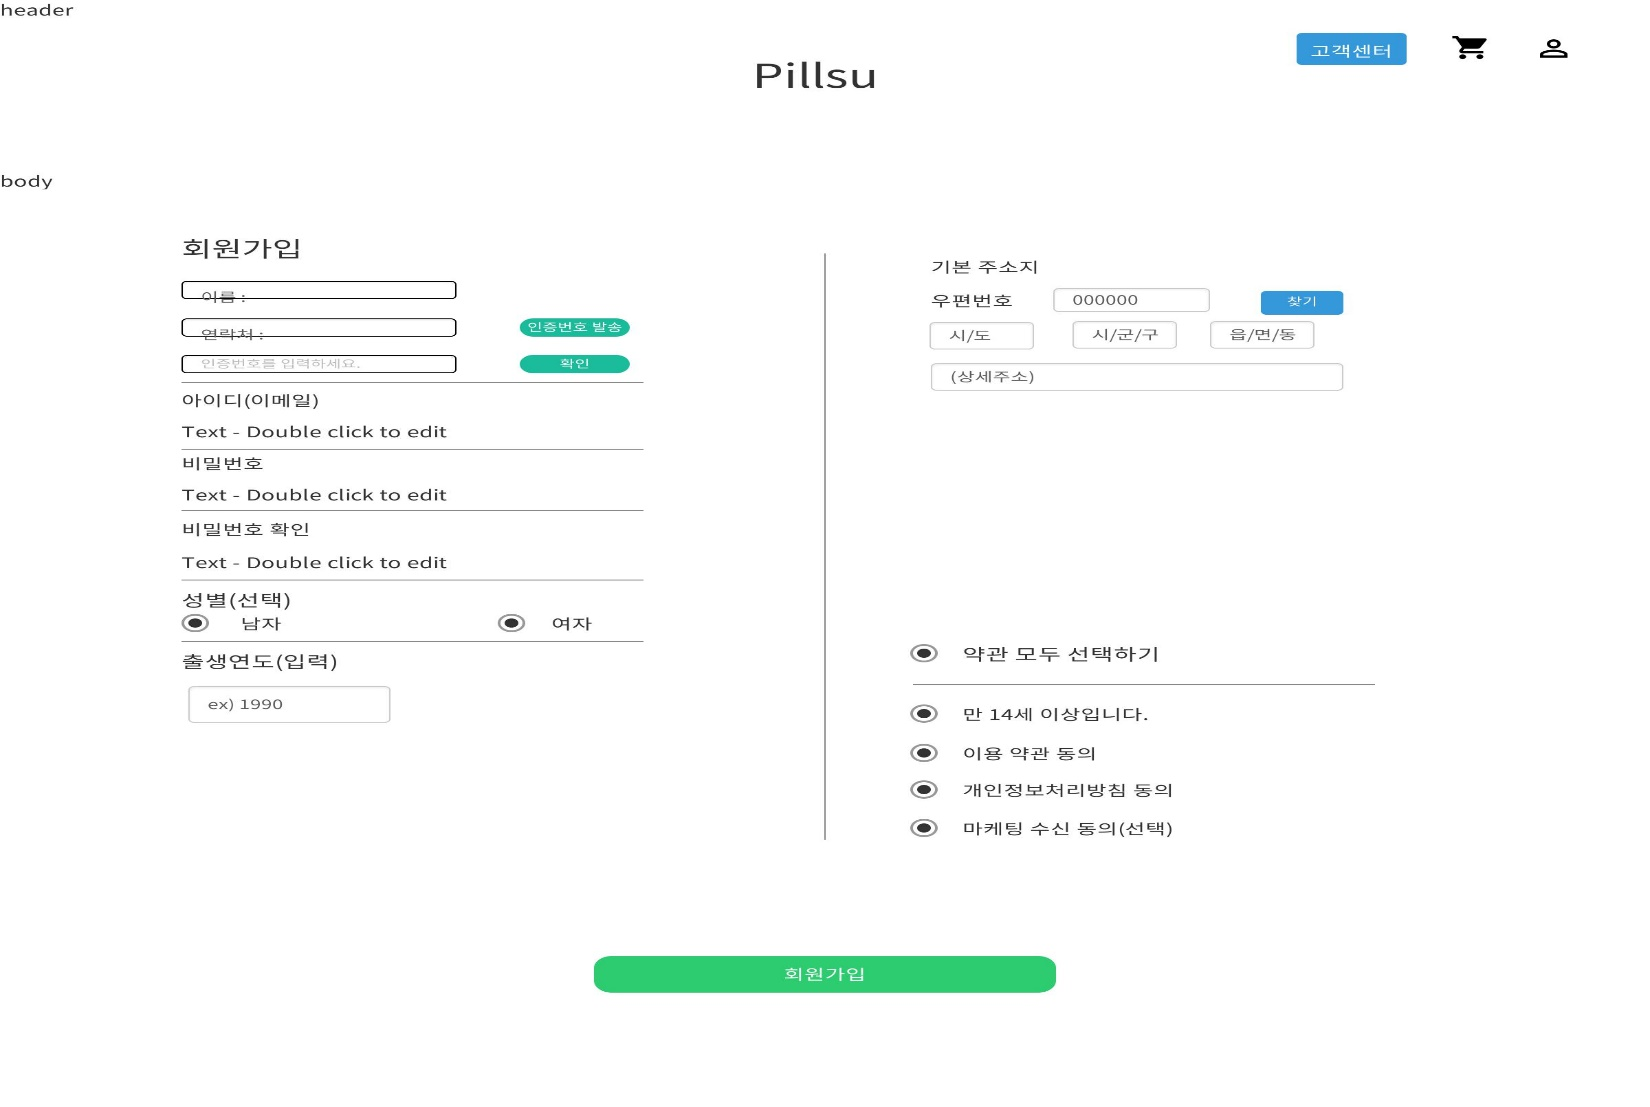 header
고객센터
Pillsu
body
회원가입
이름 :
연락처 :
인증번호 발송
인증번호를 입력하세요.
확인
아이디(이메일)
Text - Double click to edit
비밀번호
Text - Double click to edit
비밀번호 확인
Text - Double click to edit
성별(선택)
남자
여자
출생연도(입력)
ex) 1990
기본 주소지
우편번호
000000
찾기
시/도
시/군/구
읍/면/동
(상세주소)
약관 모두 선택하기
만 14세 이상입니다.
이용 약관 동의
개인정보처리방침 동의
마케팅 수신 동의(선택)
회원가입